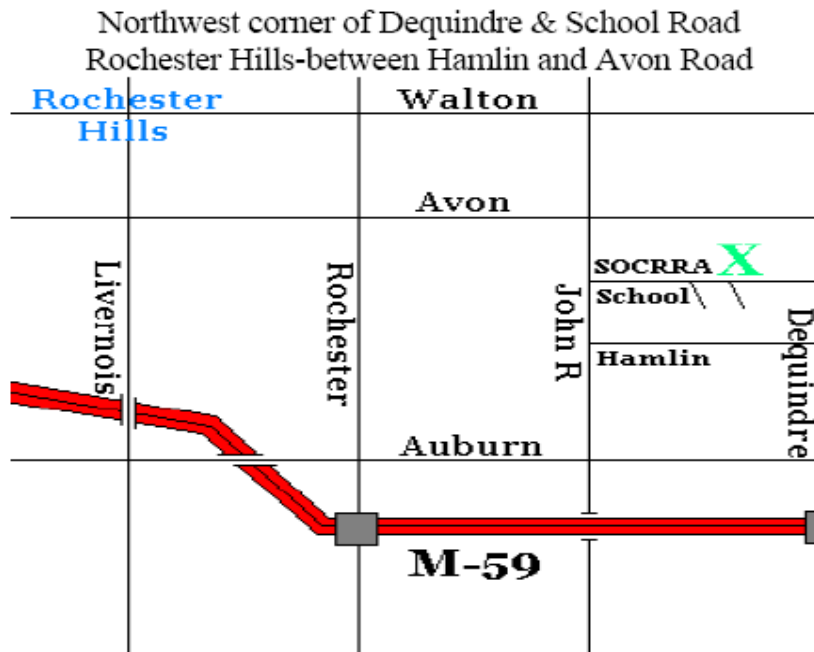 Northwest corner of Dequindre & School Road
Rochester Hills-between Hamlin and Avon Road
Rochester
Hills
Walton
Avon
Livernois
Rochester
John R
SOCRRA X
School
Hamlin
Dequindre
Auburn
M-59